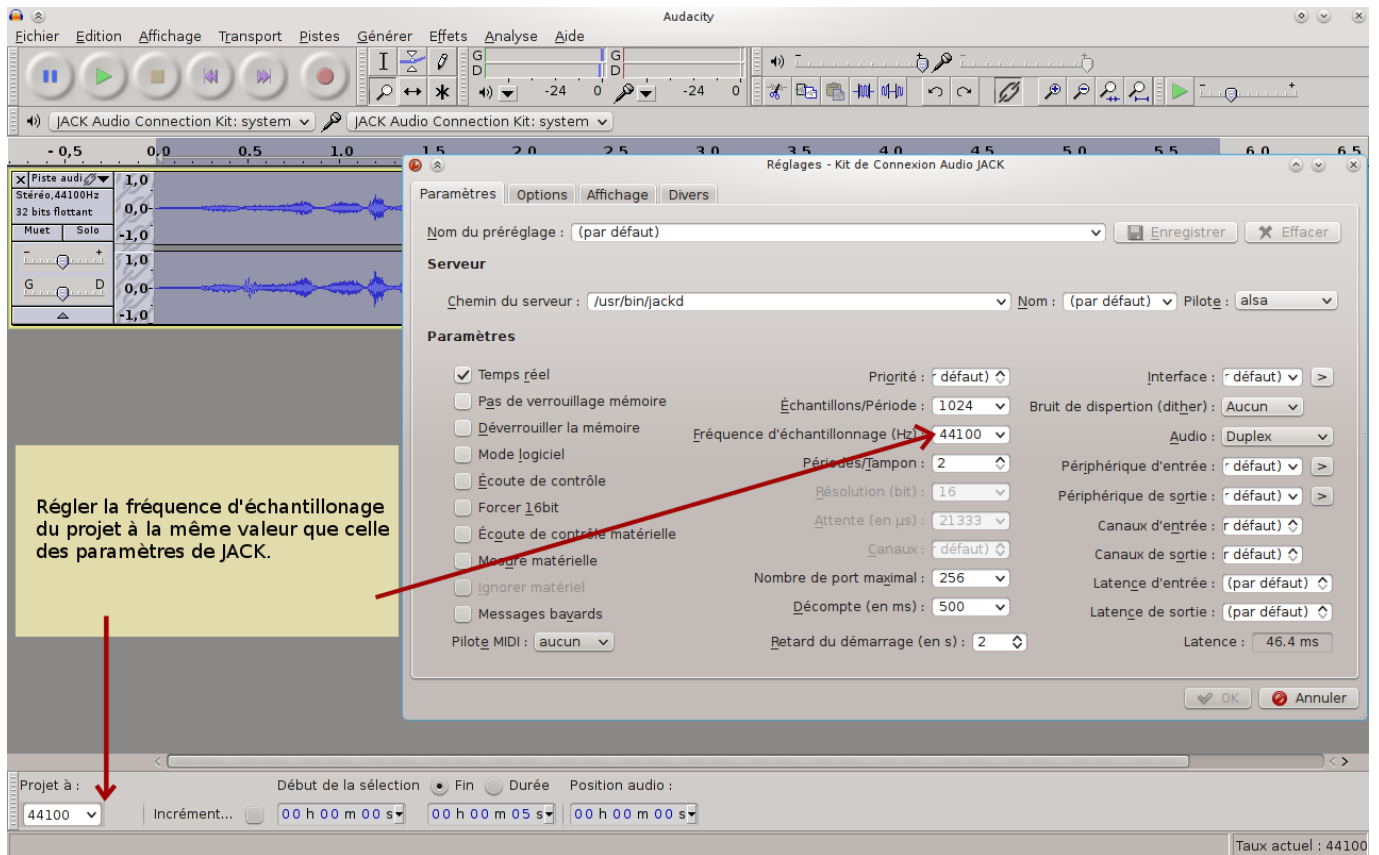 Audacity
Eichier Edition Affichage Transport Pistes Générer Effets Analyse Aide
G G
D D
-24 0 -24 0
JACK Audio Connection Kit: system JACK Audio Connection Kit: system
- 0,5 0,0 0.5 1.0 1.5 2.0 2.5 3.0 3.5 4.0 4.5 5.0 5.5 6.0 6.5
Piste audi 1,0
Stéréo,44100Hz
32 bits flottant 0,0
Muet Solo -1,0
- + 1,0
G D 0,0
-1,0
Réglages - Kit de Connexion Audio JACK
Paramètres Options Affichage Divers
Nom du préréglage : (par défaut) Enregistrer Effacer
Serveur
Chemin du serveur : /usr/bin/jackd Nom : (par défaut) Pilote : alsa
Paramètres
Temps réel Priorité : r défaut) Interface : r défaut) >
Pas de verrouillage mémoire Échantillons/Période : 1024 Bruit de dispertion (dither) : Aucun
Déverrouiller la mémoire Fréquence d'échantillonnage (Hz) : 44100 Audio : Duplex
Mode logiciel Périodes/Tampon : 2 Périphérique d'entrée : r défaut) >
Écoute de contrôle Résolution (bit) : 16 Périphérique de sortie : r défaut) >
Forcer 16bit Attente (en µs) : 21333 Canaux d'entrée : r défaut)
Écoute de contrôle matérielle Canaux : r défaut) Canaux de sortie : r défaut)
Mesure matérielle Nombre de port maximal : 256 Latence d'entrée : (par défaut)
Ignorer matériel Décompte (en ms) : 500 Latence de sortie : (par défaut)
Messages bavards
Pilote MIDI : aucun Retard du démarrage (en s) : 2 Latence : 46.4 ms
OK Annuler
Régler la fréquence d'échantillonage
du projet à la même valeur que celle
des paramètres de JACK.
Projet à : Début de la sélection Fin Durée Position audio :
44100 Incrément... 00 h 00 m 00 s 00 h 00 m 05 s 00 h 00 m 00 s
Taux actuel : 44100